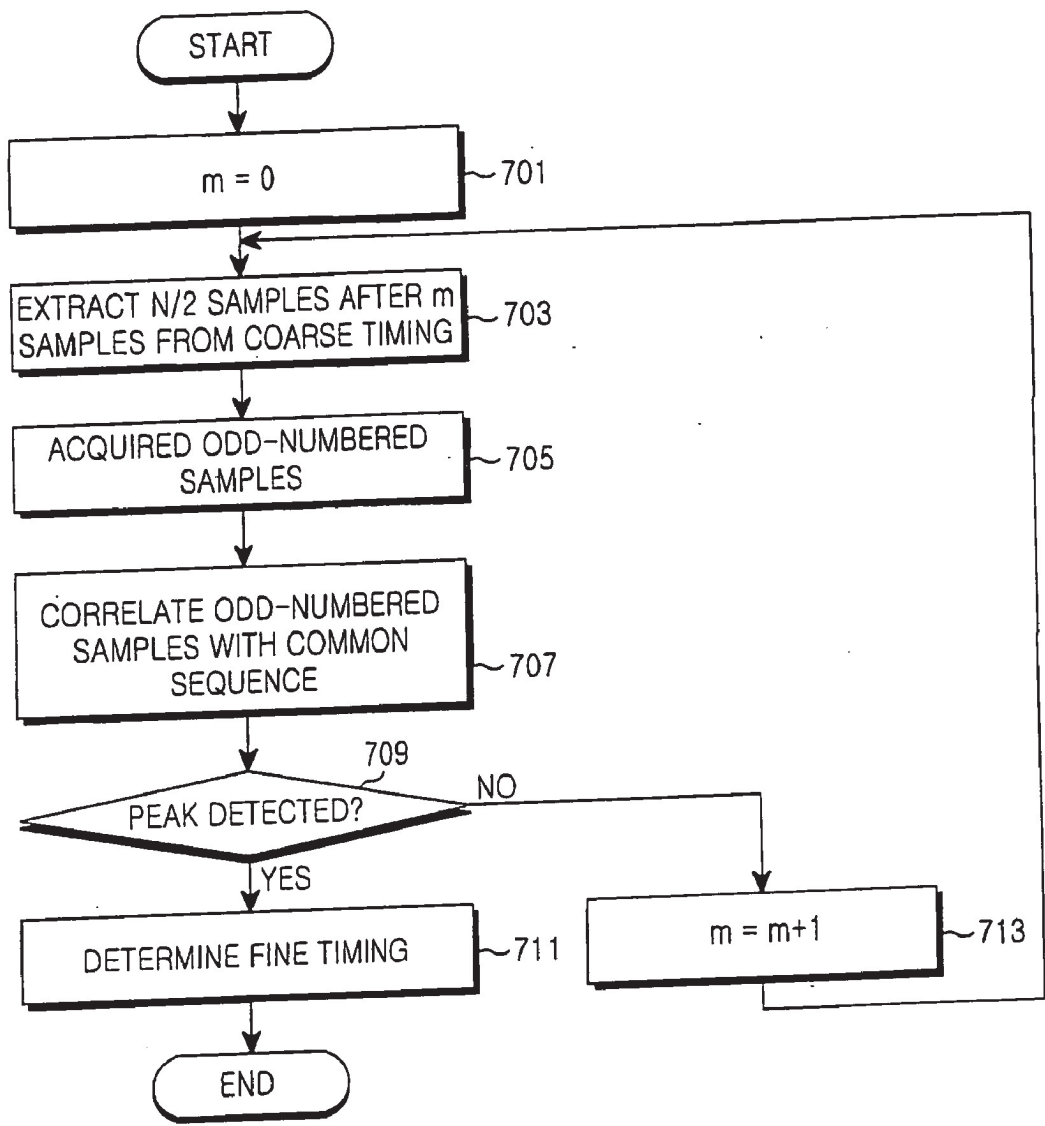 START
m = 0
701
EXTRACT N/2 SAMPLES AFTER m
SAMPLES FROM COARSE TIMING
703
ACQUIRED ODD-NUMBERED
SAMPLES
705
CORRELATE ODD-NUMBERED
SAMPLES WITH COMMON
SEQUENCE
707
709
PEAK DETECTED?
NO
YES
DETERMINE FINE TIMING
711
m = m+1
713
END